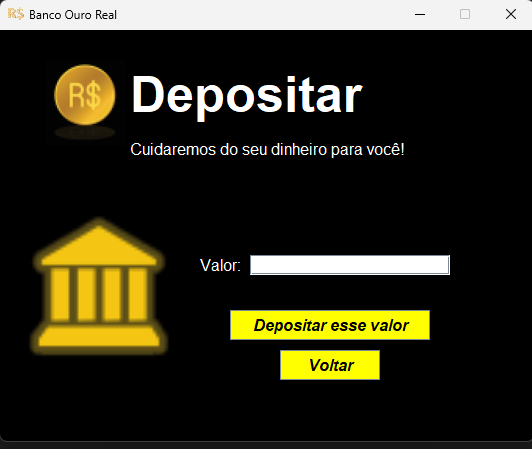 R$ Banco Ouro Real
R$ Depositar
Cuidaremos do seu dinheiro para você!
Valor:
Depositar esse valor
Voltar